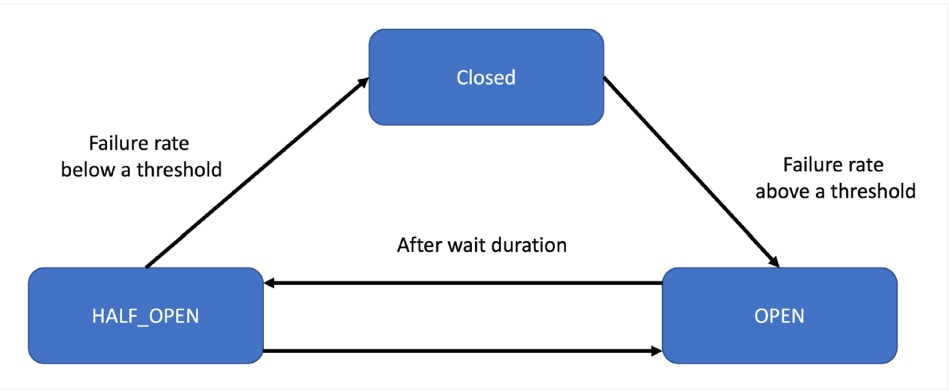 Closed
Failure rate
below a threshold
Failure rate
above a threshold
After wait duration
HALF_OPEN
OPEN